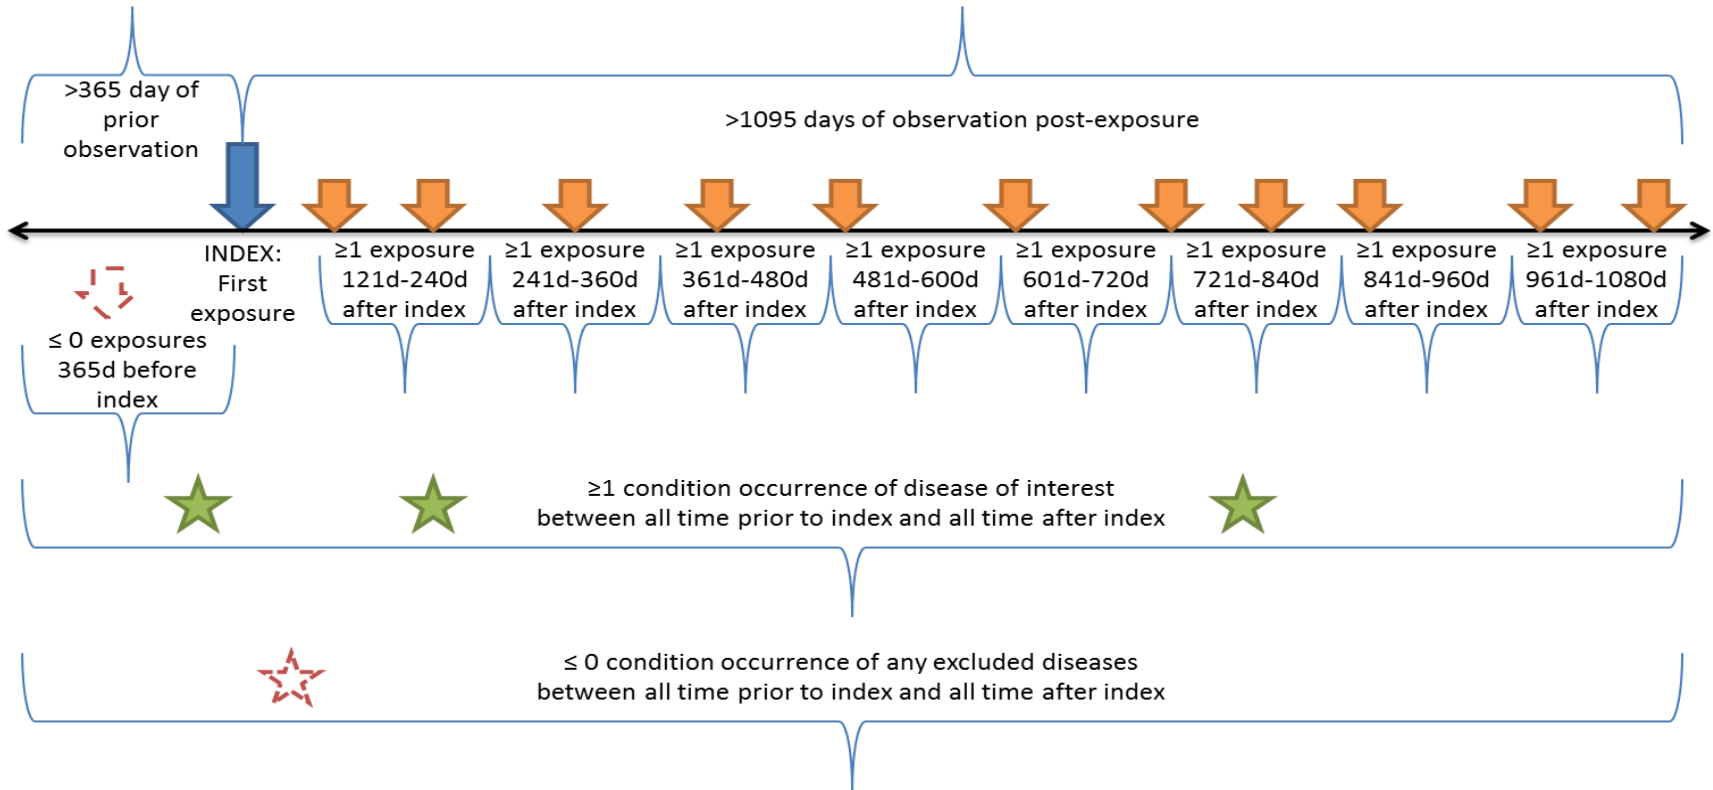 >365 day of
prior
observation
>1095 days of observation post-exposure
INDEX:
First
exposure
≥1 exposure
121d-240d
after index
≥1 exposure
241d-360d
after index
≥1 exposure
361d-480d
after index
≥1 exposure
481d-600d
after index
≥1 exposure
601d-720d
after index
≥1 exposure
721d-840d
after index
≥1 exposure
841d-960d
after index
≥1 exposure
961d-1080d
after index
≤ 0 exposures
365d before
index
≥1 condition occurrence of disease of interest
between all time prior to index and all time after index
≤ 0 condition occurrence of any excluded diseases
between all time prior to index and all time after index